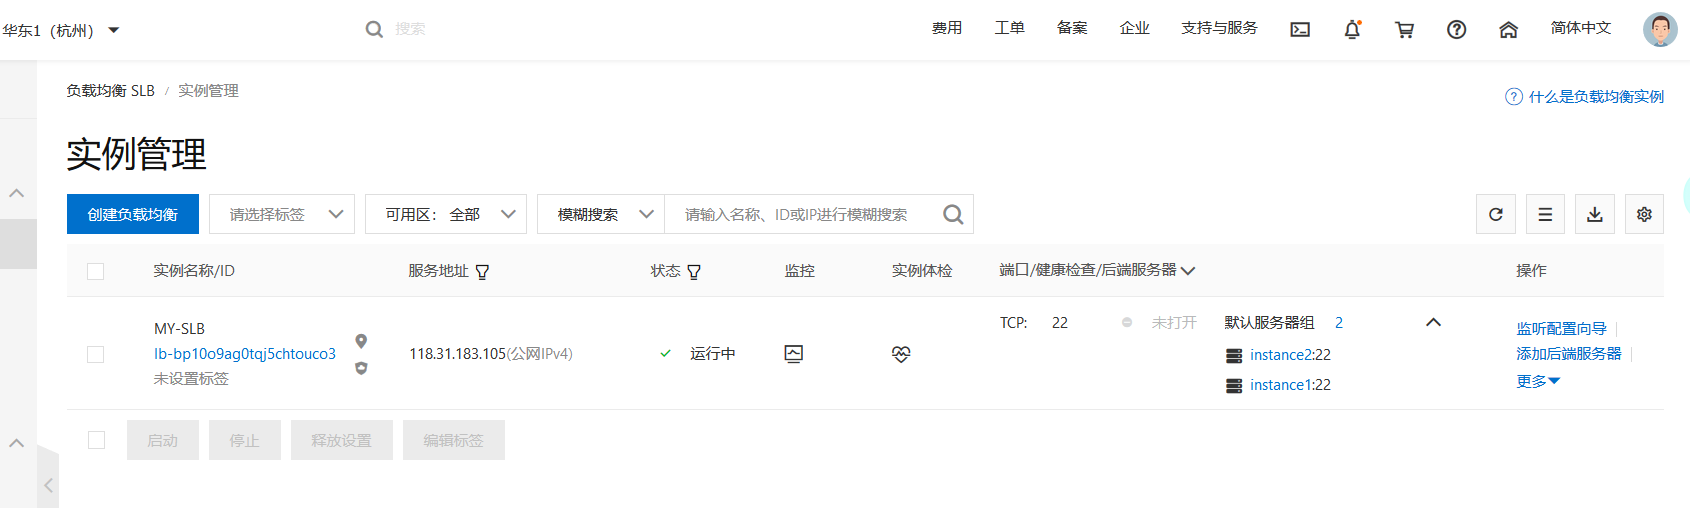 华东1（杭州）
搜索
费用
工单
备案
企业
支持与服务
简体中文
负载均衡 SLB / 实例管理
什么是负载均衡实例
实例管理
创建负载均衡
请选择标签
可用区： 全部
模糊搜索
请输入名称、ID或IP进行模糊搜索
实例名称/ID
服务地址
状态
监控
实例体检
端口/健康检查/后端服务器
操作
MY-SLB
lb-bp10o9ag0tqj5chtouco3
未设置标签
118.31.183.105(公网IPv4)
运行中
TCP: 22
未打开
默认服务器组 2
instance2:22
instance1:22
监听配置向导
添加后端服务器
更多
启动
停止
释放设置
编辑标签